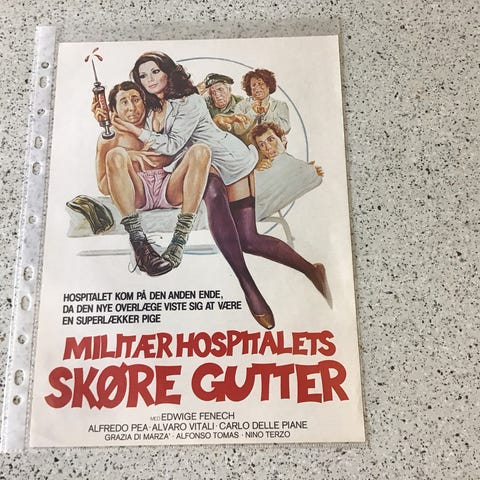 HOSPITALET KOM PÅ DEN ANDEN ENDE,
DA DEN NYE OVERLÆGE VISTE SIG AT VÆRE
EN SUPERLÆKKER PIGE
MILITÆR HOSPITALETS
SKØRE GUTTER
MED EDWIGE FENECH
ALFREDO PEA · ALVARO VITALI · CARLO DELLE PIANE
GRAZIA DI MARZA' · ALFONSO TOMAS · NINO TERZO